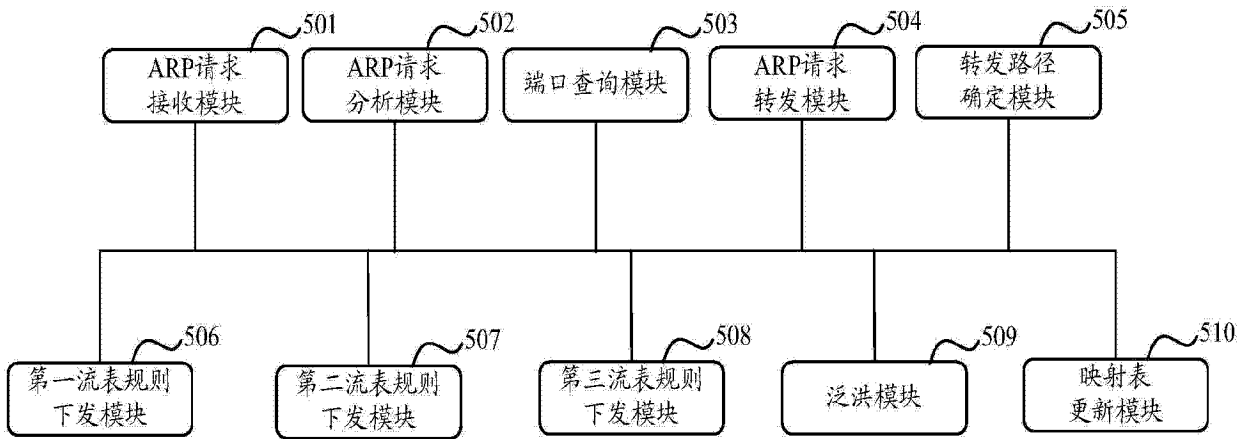 501
ARP请求
接收模块
502
ARP请求
分析模块
503
端口查询模块
504
ARP请求
转发模块
505
转发路径
确定模块
506
第一流表规则
下发模块
507
第二流表规则
下发模块
508
第三流表规则
下发模块
509
泛洪模块
510
映射表
更新模块